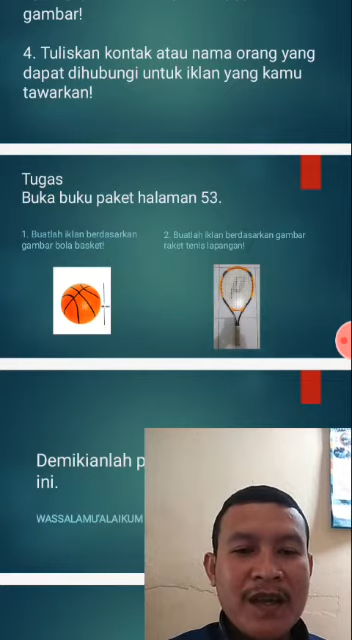 gambar!
4. Tuliskan kontak atau nama orang yang
dapat dihubungi untuk iklan yang kamu
tawarkan!
Tugas
Buka buku paket halaman 53.
1. Buatlah iklan berdasarkan
gambar bola basket!
2. Buatlah iklan berdasarkan gambar
raket tenis lapangan!
Demikianlah p
ini.
WASSALAMU'ALAIKUM